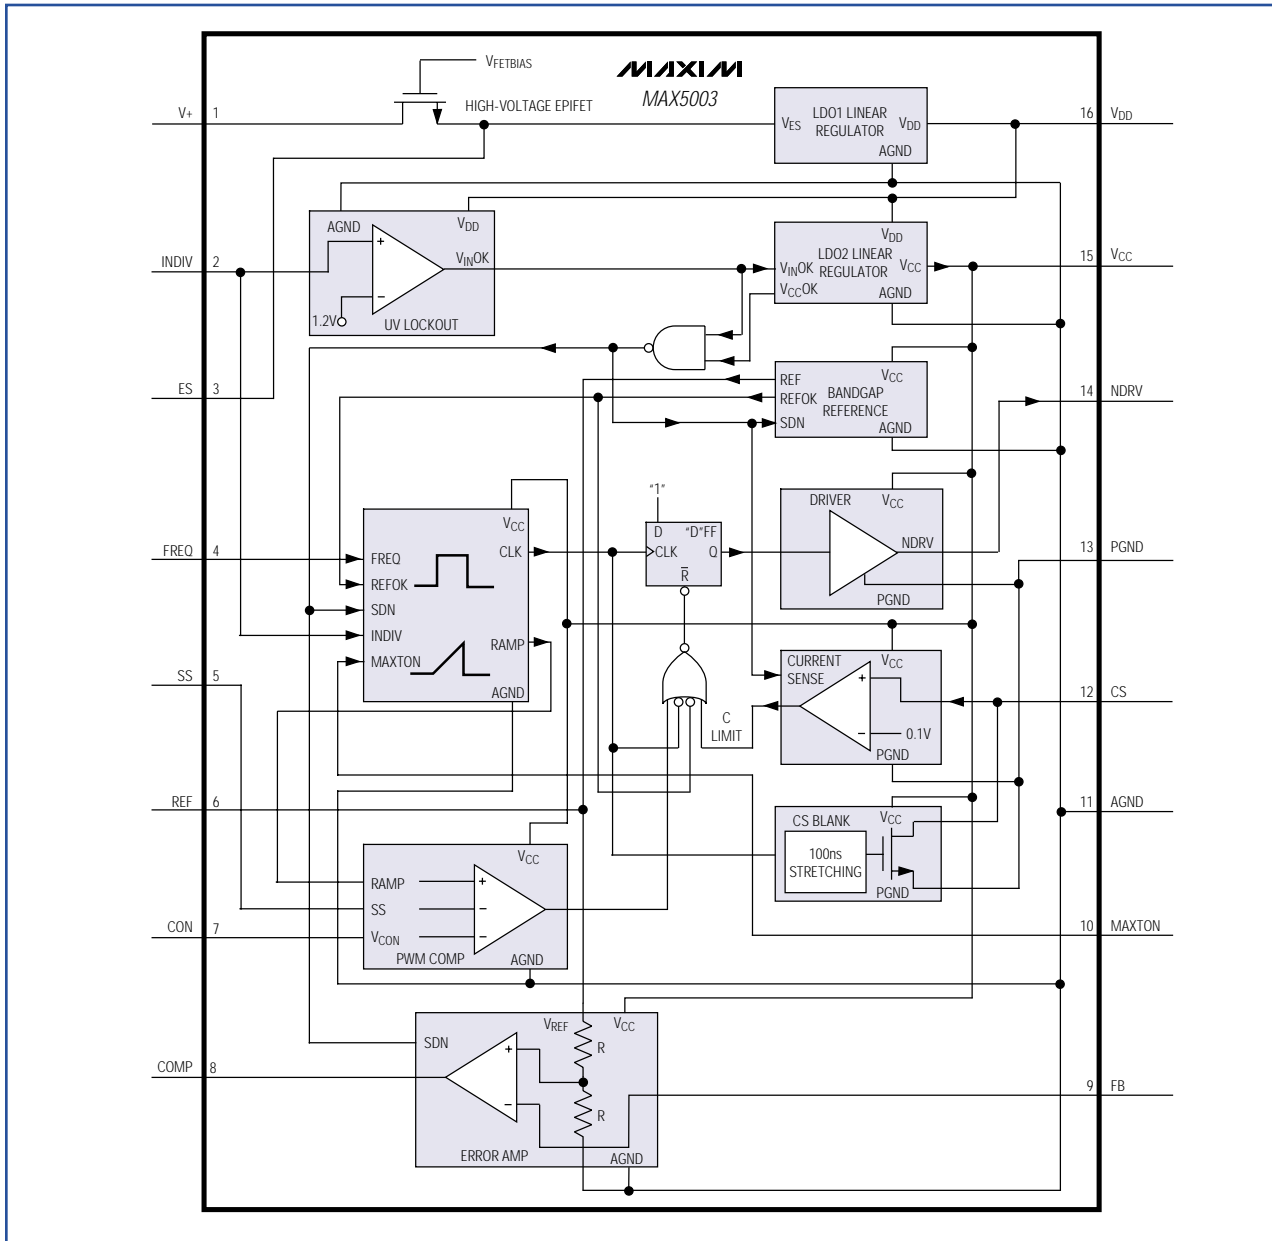 VFETBIAS
MAXIM
MAX5003
HIGH-VOLTAGE EPIFET
V+ 1
LDO1 LINEAR
REGULATOR
VES
VDD
AGND
16 VDD
AGND
VDD
INDIV 2
+
−
1.2V
VINOK
UV LOCKOUT
VDD
LDO2 LINEAR
REGULATOR
VINOK
VCCOK
VCC
AGND
15 VCC
ES 3
REF
REFOK
SDN
VCC
BANDGAP
REFERENCE
AGND
14 NDRV
"1"
D "D"FF
CLK Q
R
DRIVER
VCC
NDRV
PGND
13 PGND
FREQ 4
VCC
CLK
FREQ
REFOK
SDN
INDIV
MAXTON
RAMP
AGND
SS 5
C
LIMIT
CURRENT
SENSE
VCC
+
−
0.1V
PGND
12 CS
REF 6
CS BLANK
VCC
100ns
STRETCHING
PGND
11 AGND
VCC
RAMP +
SS −
VCON −
PWM COMP
AGND
CON 7
10 MAXTON
VREF
VCC
SDN
+
−
R
R
ERROR AMP
AGND
COMP 8
9 FB